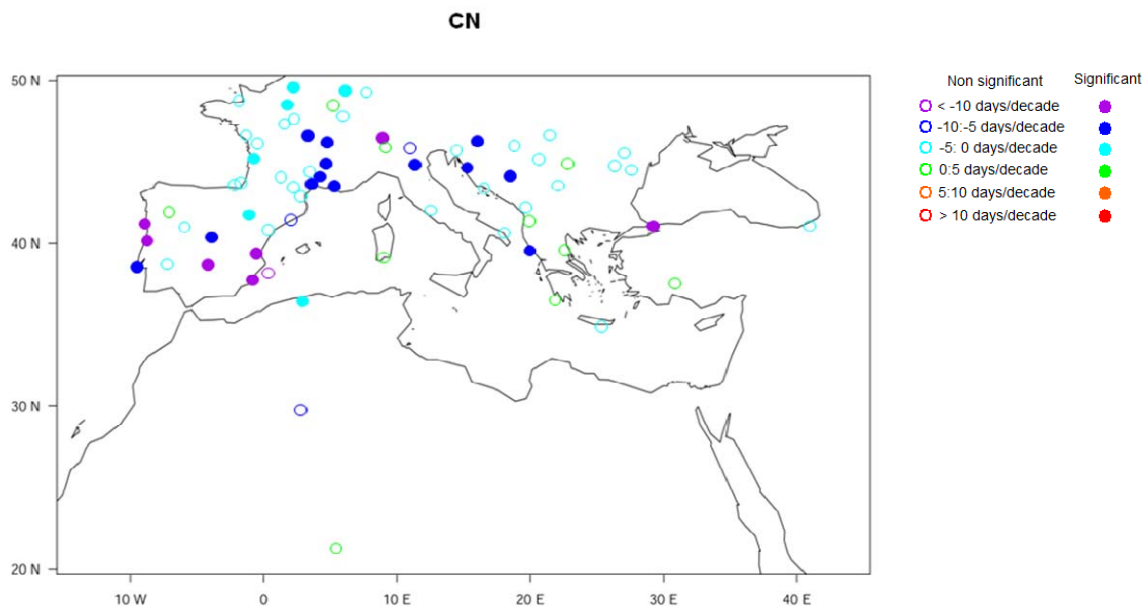 CN
50 N
40 N
30 N
20 N
10 W
0
10 E
20 E
30 E
40 E
Non significant
Significant
< -10 days/decade
-10:-5 days/decade
-5: 0 days/decade
0:5 days/decade
5:10 days/decade
> 10 days/decade